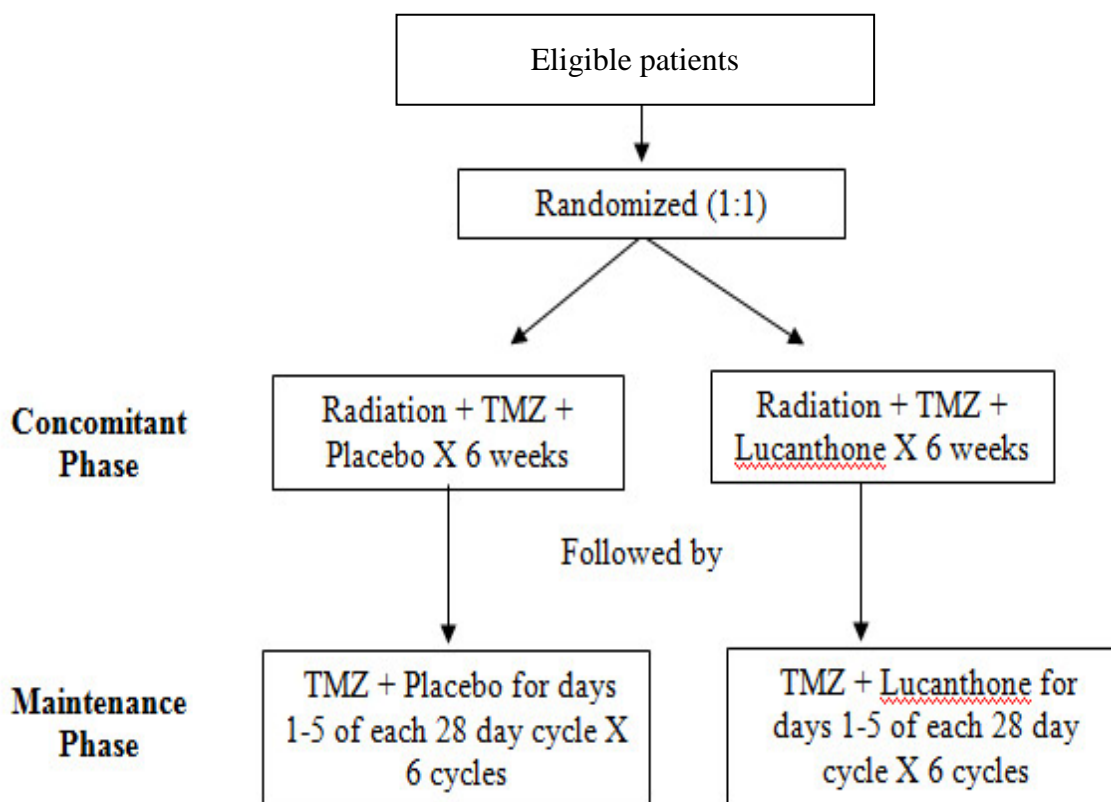 Eligible patients
Randomized (1:1)
Concomitant
Phase
Radiation + TMZ +
Placebo X 6 weeks
Radiation + TMZ +
Lucanthone X 6 weeks
Followed by
Maintenance
Phase
TMZ + Placebo for days
1-5 of each 28 day cycle X
6 cycles
TMZ + Lucanthone for
days 1-5 of each 28 day
cycle X 6 cycles